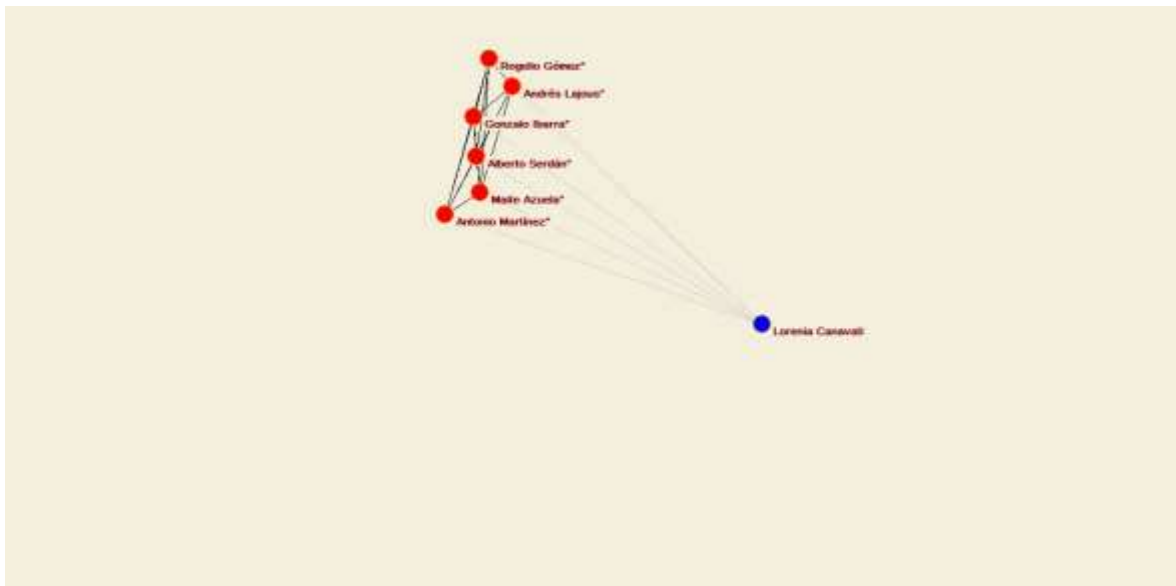 Rogelio Gómez*
Andrés Lajous*
Gonzalo Ibarra*
Alberto Serdán*
Maite Azuela*
Antonio Martínez*
Lorenia Canavati